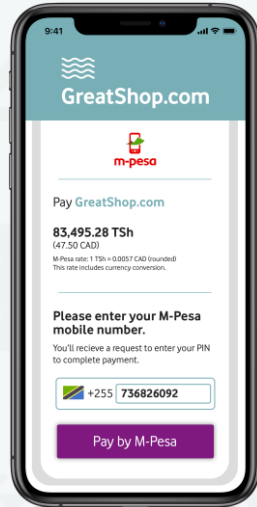 9:41
GreatShop.com
m-pesa
Pay GreatShop.com
83,495.28 TSh
(47.50 CAD)
M-Pesa rate: 1 TSh = 0.0057 CAD (rounded)
This rate includes currency conversion.
Please enter your M-Pesa
mobile number.
You'll recieve a request to enter your PIN
to complete payment.
+255 736826092
Pay by M-Pesa